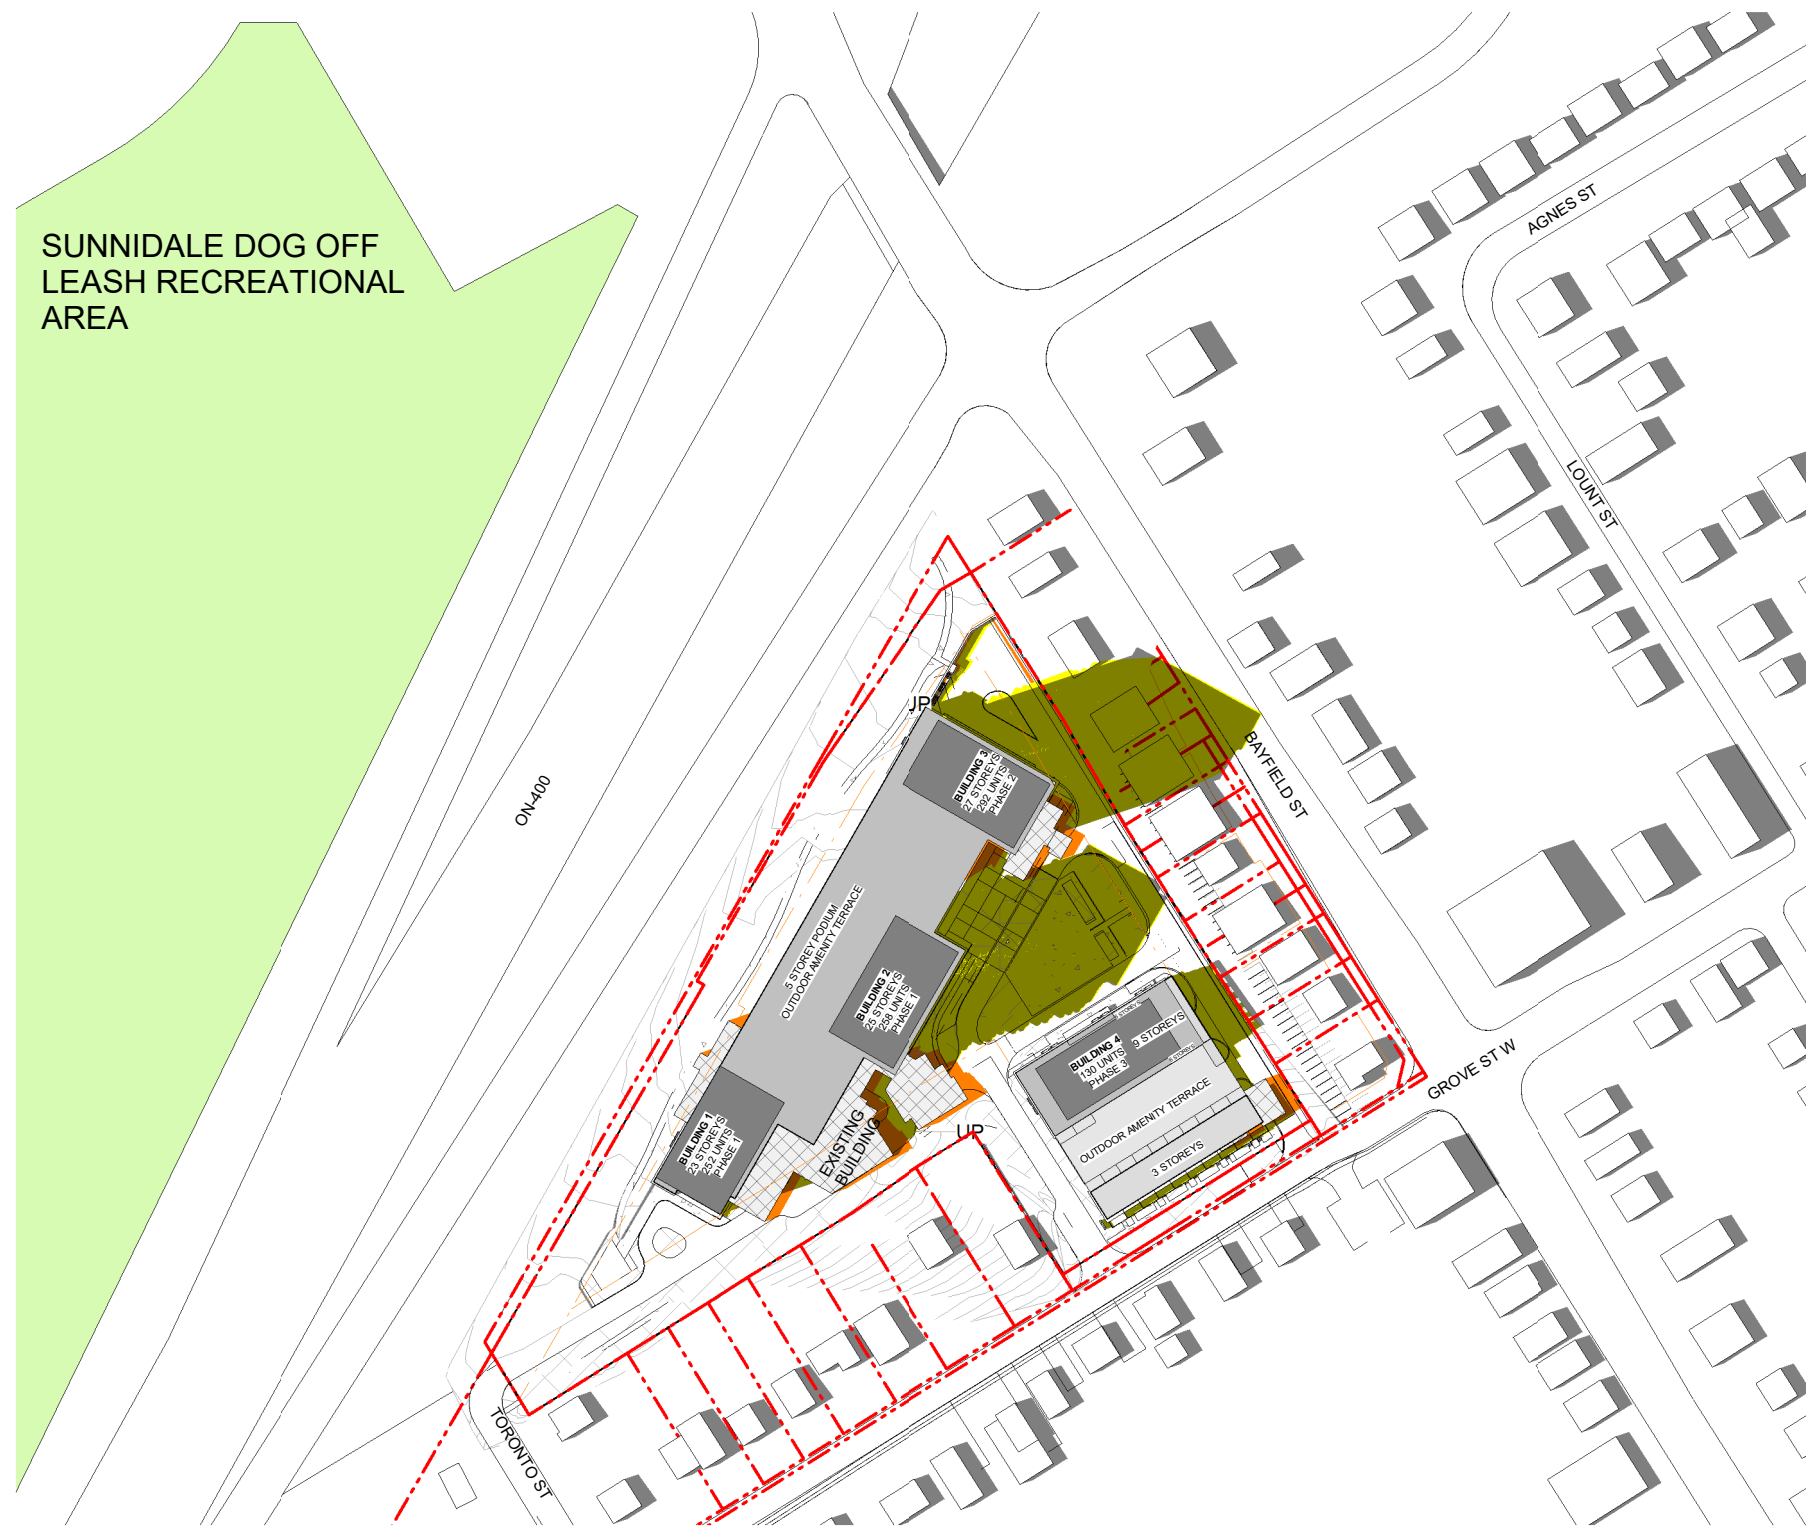 SUNNIDALE DOG OFF
LEASH RECREATIONAL
AREA
AGNES ST
LOUNT ST
ON-400
BAYFIELD ST
BUILDING 3
27 STOREYS
292 UNITS
PHASE 2
5 STOREY PODIUM
OUTDOOR AMENITY TERRACE
BUILDING 2
25 STOREYS
258 UNITS
PHASE 1
BUILDING 1
23 STOREYS
252 UNITS
PHASE 1
EXISTING
BUILDING
UP
BUILDING 4
130 UNITS
PHASE 3
9 STOREYS
OUTDOOR AMENITY TERRACE
3 STOREYS
GROVE ST W
TORONTO ST